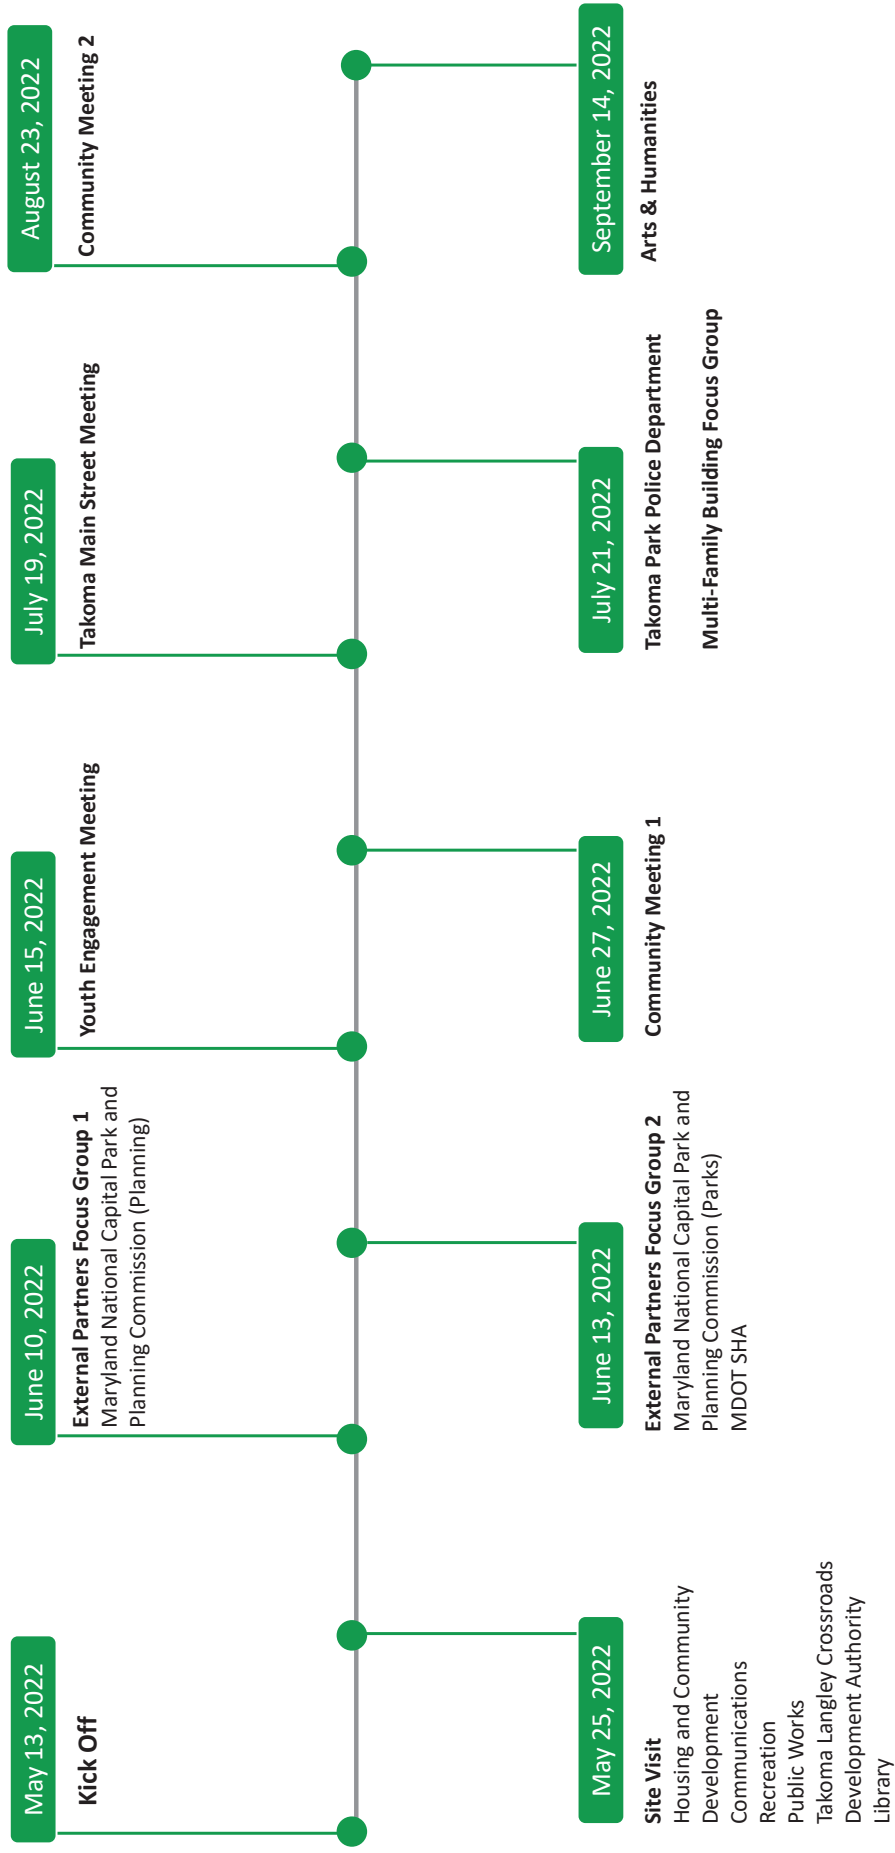 May 13, 2022
Kick Off
May 25, 2022
Site Visit
Housing and Community
Development
Communications
Recreation
Public Works
Takoma Langley Crossroads
Development Authority
Library
June 10, 2022
External Partners Focus Group 1
Maryland National Capital Park and
Planning Commission (Planning)
June 13, 2022
External Partners Focus Group 2
Maryland National Capital Park and
Planning Commission (Parks)
MDOT SHA
June 15, 2022
Youth Engagement Meeting
June 27, 2022
Community Meeting 1
July 19, 2022
Takoma Main Street Meeting
July 21, 2022
Takoma Park Police Department
Multi-Family Building Focus Group
August 23, 2022
Community Meeting 2
September 14, 2022
Arts & Humanities